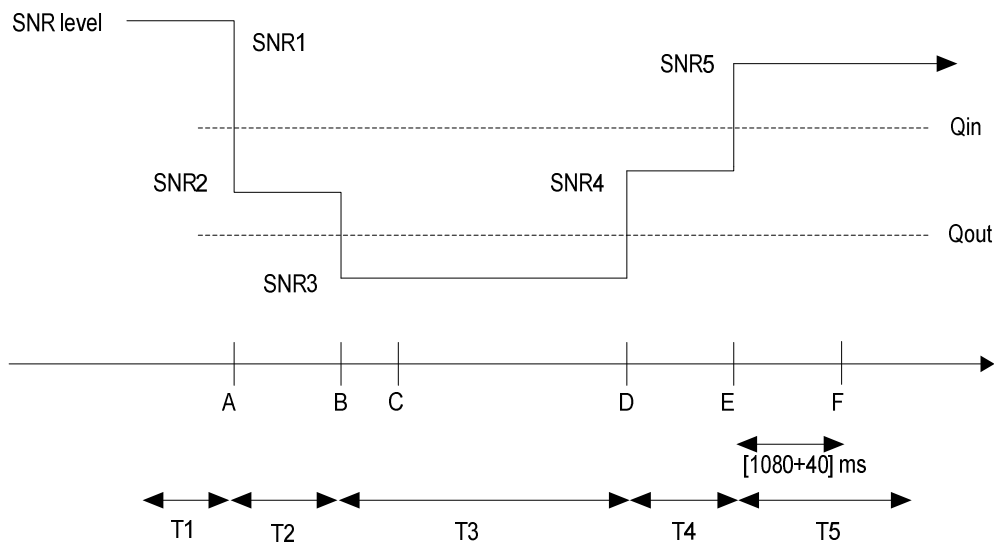 SNR level
SNR1
SNR5
Qin
SNR2
SNR4
Qout
SNR3
A B C D E F
[1080+40] ms
T1 T2 T3 T4 T5